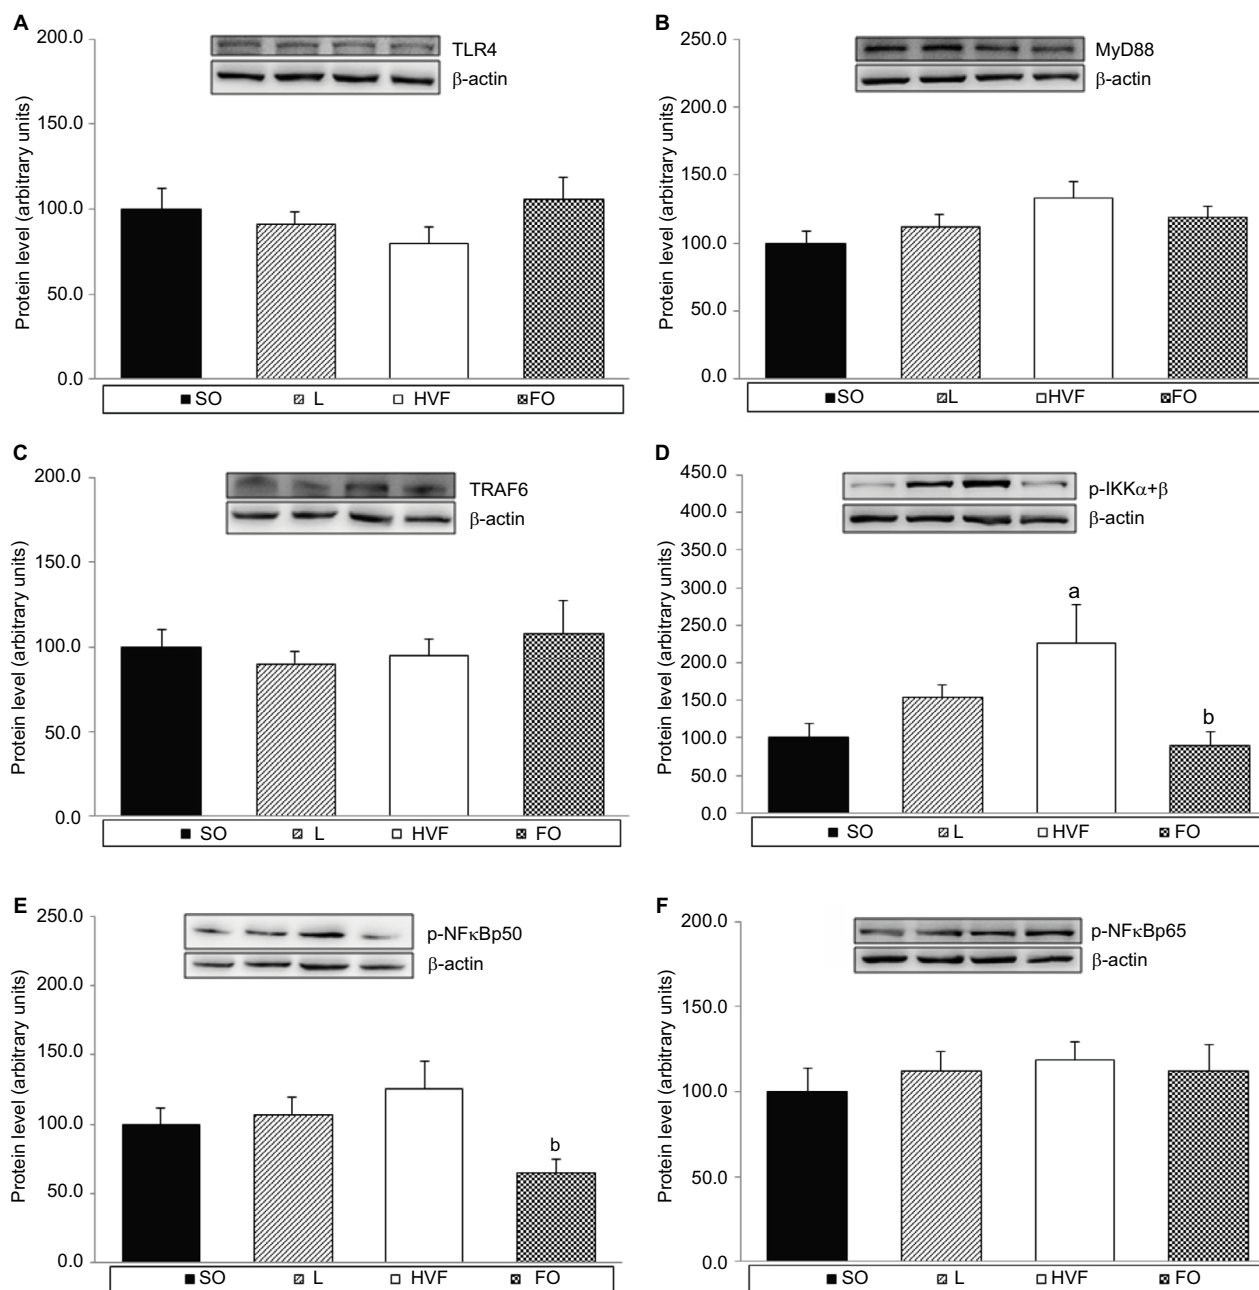 A
Protein level (arbitrary units)
200.0
150.0
100.0
50.0
0.0
TLR4
β-actin
SO L HVF FO
B
Protein level (arbitrary units)
250.0
200.0
150.0
100.0
50.0
0.0
MyD88
β-actin
SO L HVF FO
C
Protein level (arbitrary units)
200.0
150.0
100.0
50.0
0.0
TRAF6
β-actin
SO L HVF FO
D
Protein level (arbitrary units)
450.0
400.0
350.0
300.0
250.0
200.0
150.0
100.0
50.0
0.0
p-IKKα+β
β-actin
a
b
SO L HVF FO
E
Protein level (arbitrary units)
250.0
200.0
150.0
100.0
50.0
0.0
p-NFκBp50
β-actin
b
SO L HVF FO
F
Protein level (arbitrary units)
200.0
150.0
100.0
50.0
0.0
p-NFκBp65
β-actin
SO L HVF FO